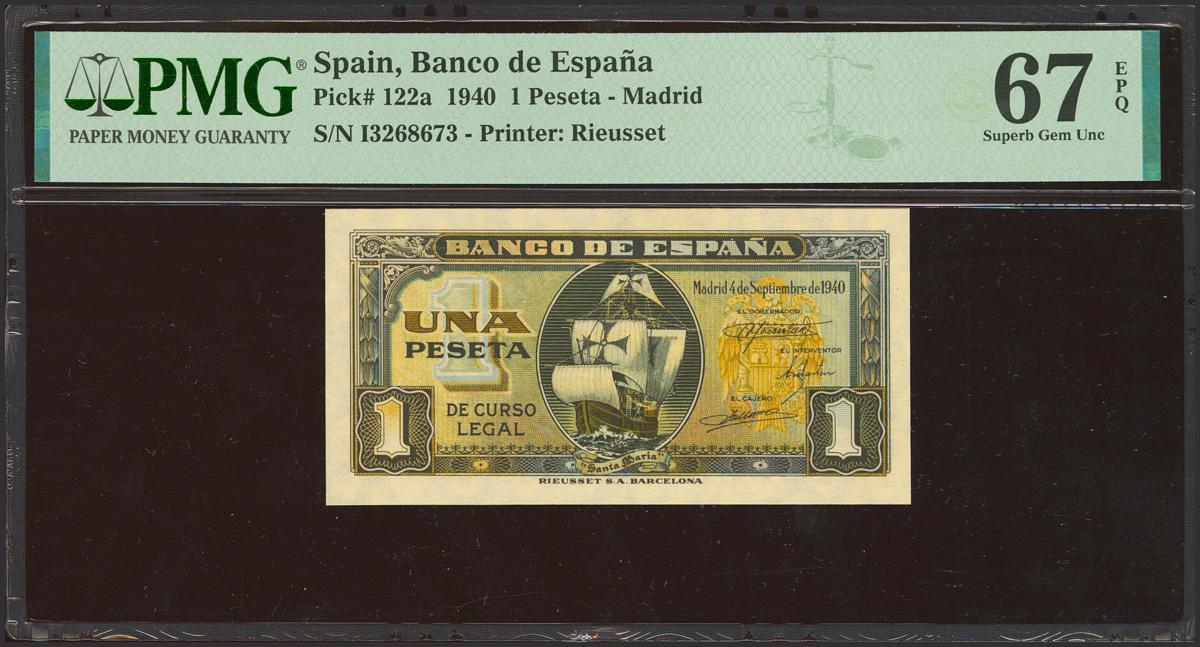 PMG®
PAPER MONEY GUARANTY
Spain, Banco de España
Pick# 122a 1940 1 Peseta - Madrid
S/N I3268673 - Printer: Rieusset
67
EPQ
Superb Gem Unc
BANCO DE ESPAÑA
1
UNA
PESETA
DE CURSO
LEGAL
Madrid 4 de Septiembre de 1940
EL GOBERNADOR
EL INTERVENTOR
EL CAJERO
1
1
"Santa Maria"
RIEUSSET S.A. BARCELONA